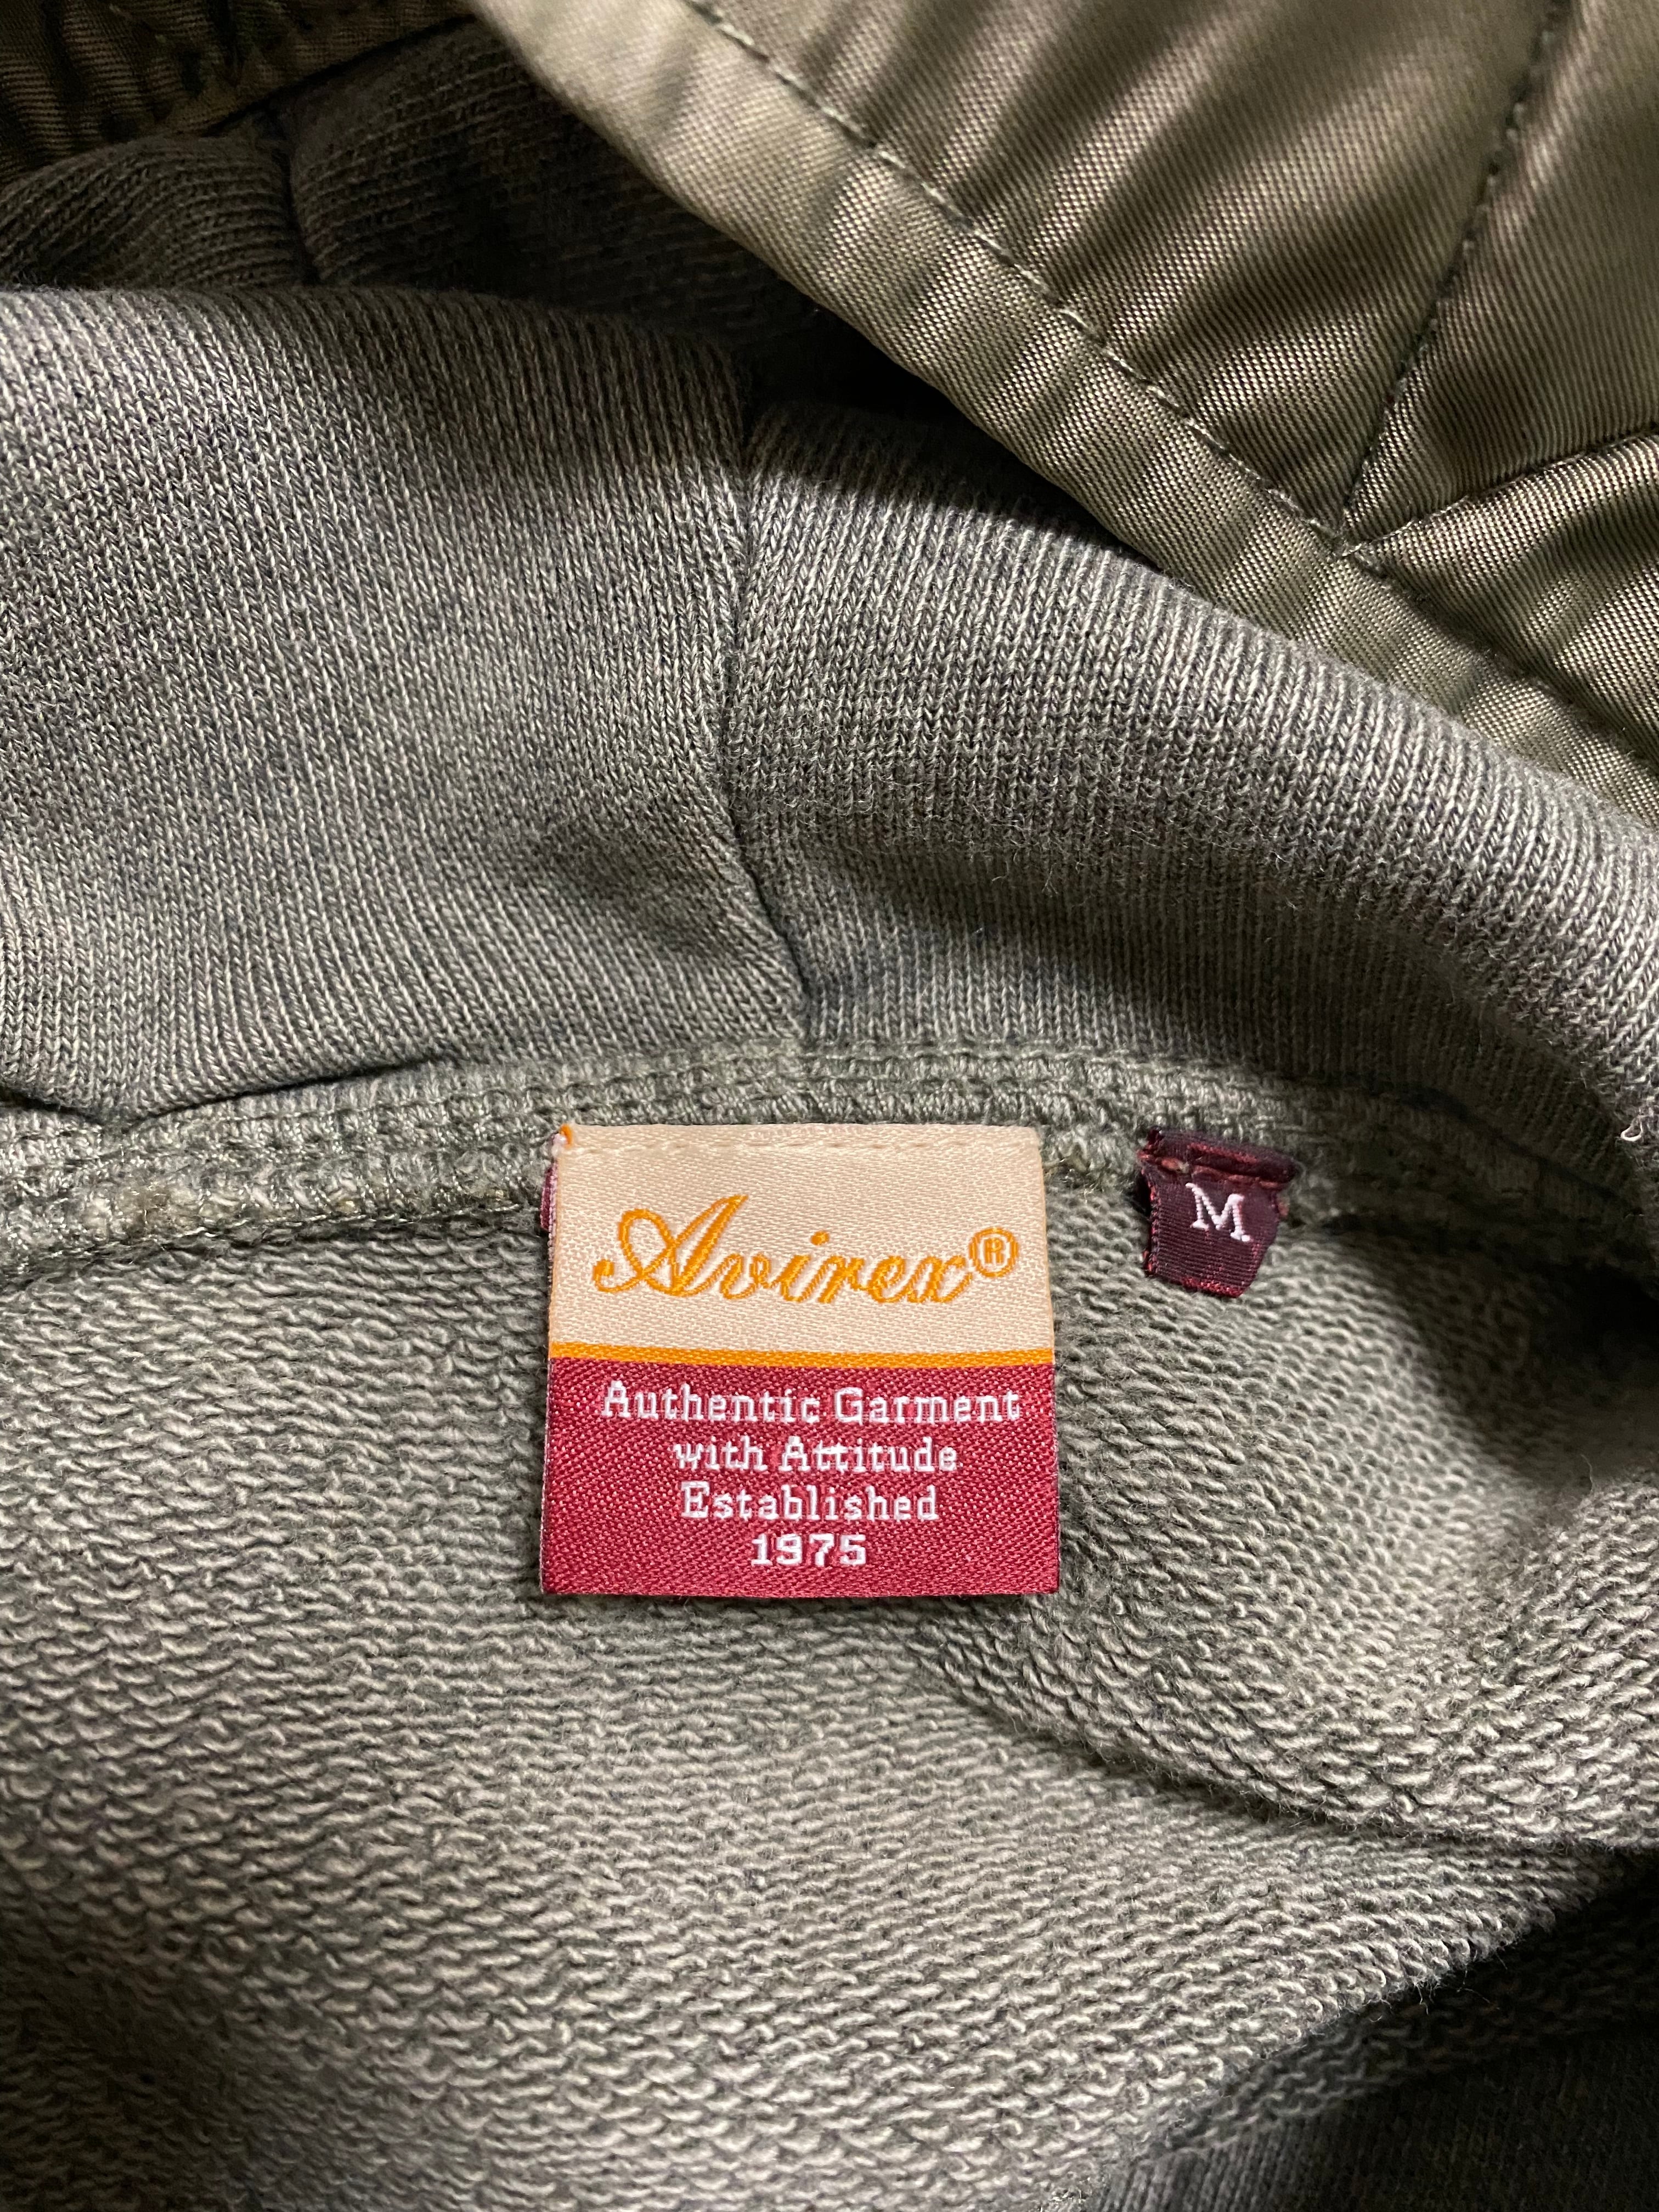 Avirex®
M
Authentic Garment
with Attitude
Established
1975